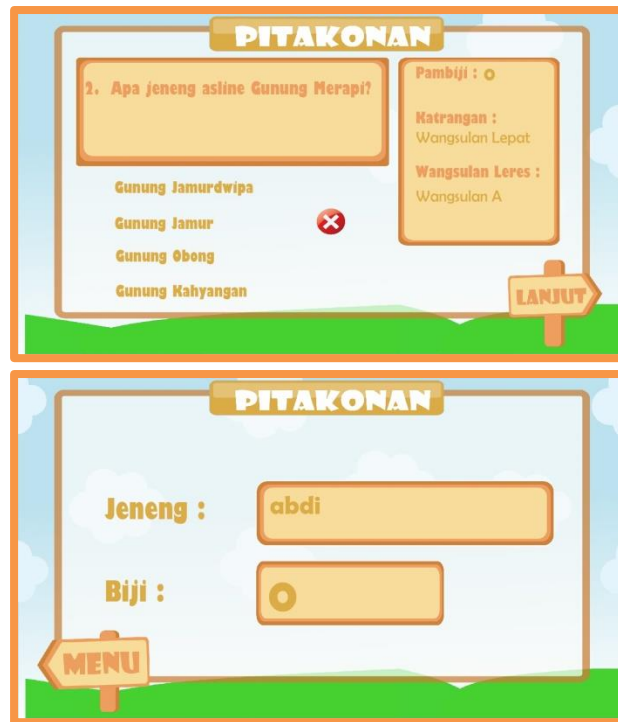 PITAKONAN
2. Apa jeneng asline Gunung Merapi?
Gunung Jamurdwipa
Gunung Jamur
Gunung Obong
Gunung Kahyangan
Pambiji : 0
Katrangan :
Wangsulan Lepat
Wangsulan Leres :
Wangsulan A
LANJUT
PITAKONAN
Jeneng : abdi
Biji : 0
MENU